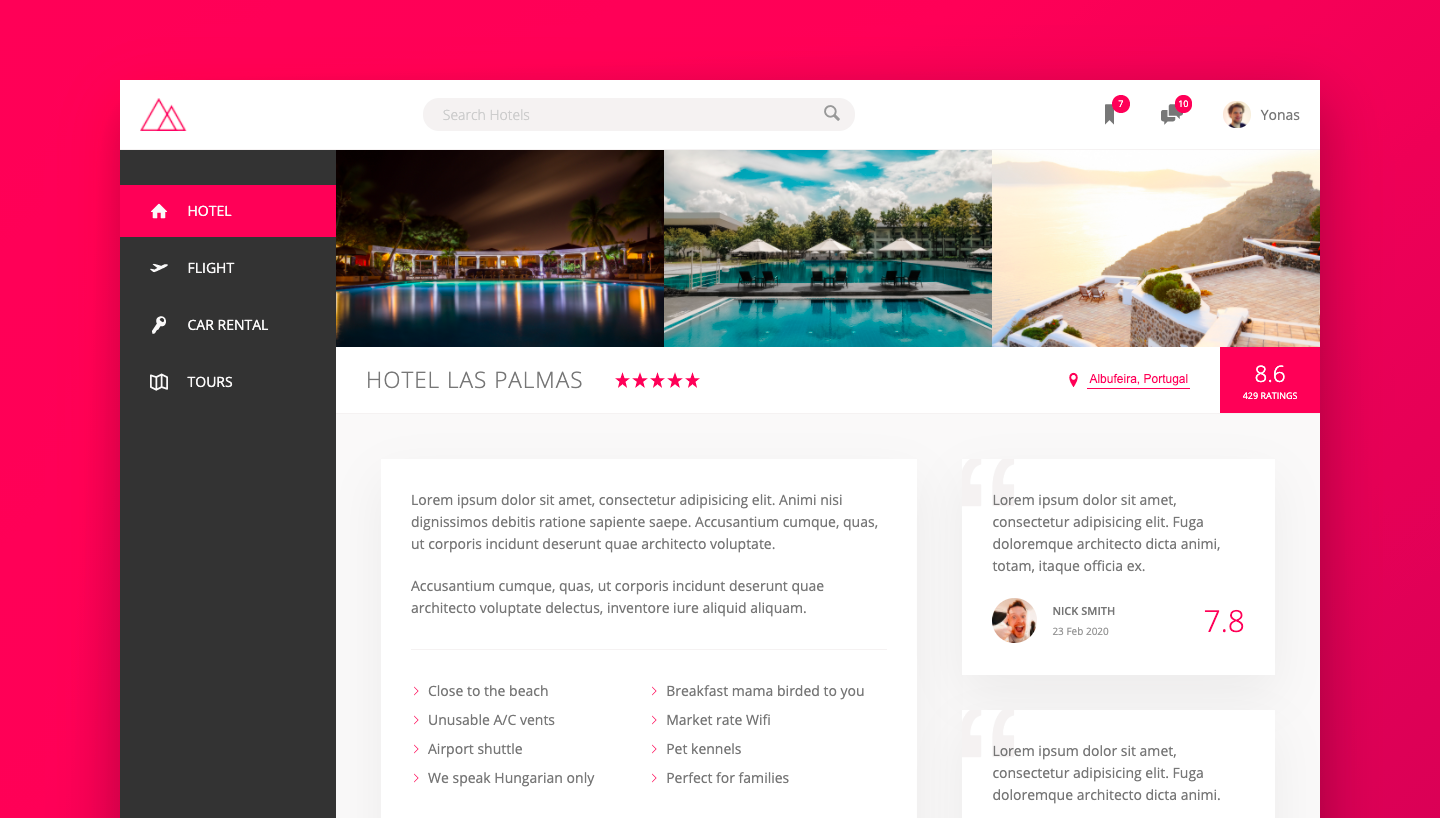 Search Hotels
7
10
Yonas
HOTEL
FLIGHT
CAR RENTAL
TOURS
HOTEL LAS PALMAS
Albufeira, Portugal
8.6
429 RATINGS
Lorem ipsum dolor sit amet, consectetur adipisicing elit. Animi nisi
dignissimos debitis ratione sapiente saepe. Accusantium cumque, quas,
ut corporis incidunt deserunt quae architecto voluptate.
Accusantium cumque, quas, ut corporis incidunt deserunt quae
architecto voluptate delectus, inventore iure aliquid aliquam.
Close to the beach
Breakfast mama birded to you
Unusable A/C vents
Market rate Wifi
Airport shuttle
Pet kennels
We speak Hungarian only
Perfect for families
“
Lorem ipsum dolor sit amet,
consectetur adipisicing elit. Fuga
doloremque architecto dicta animi,
totam, itaque officia ex.
NICK SMITH
23 Feb 2020
7.8
“
Lorem ipsum dolor sit amet,
consectetur adipisicing elit. Fuga
doloremque architecto dicta animi.